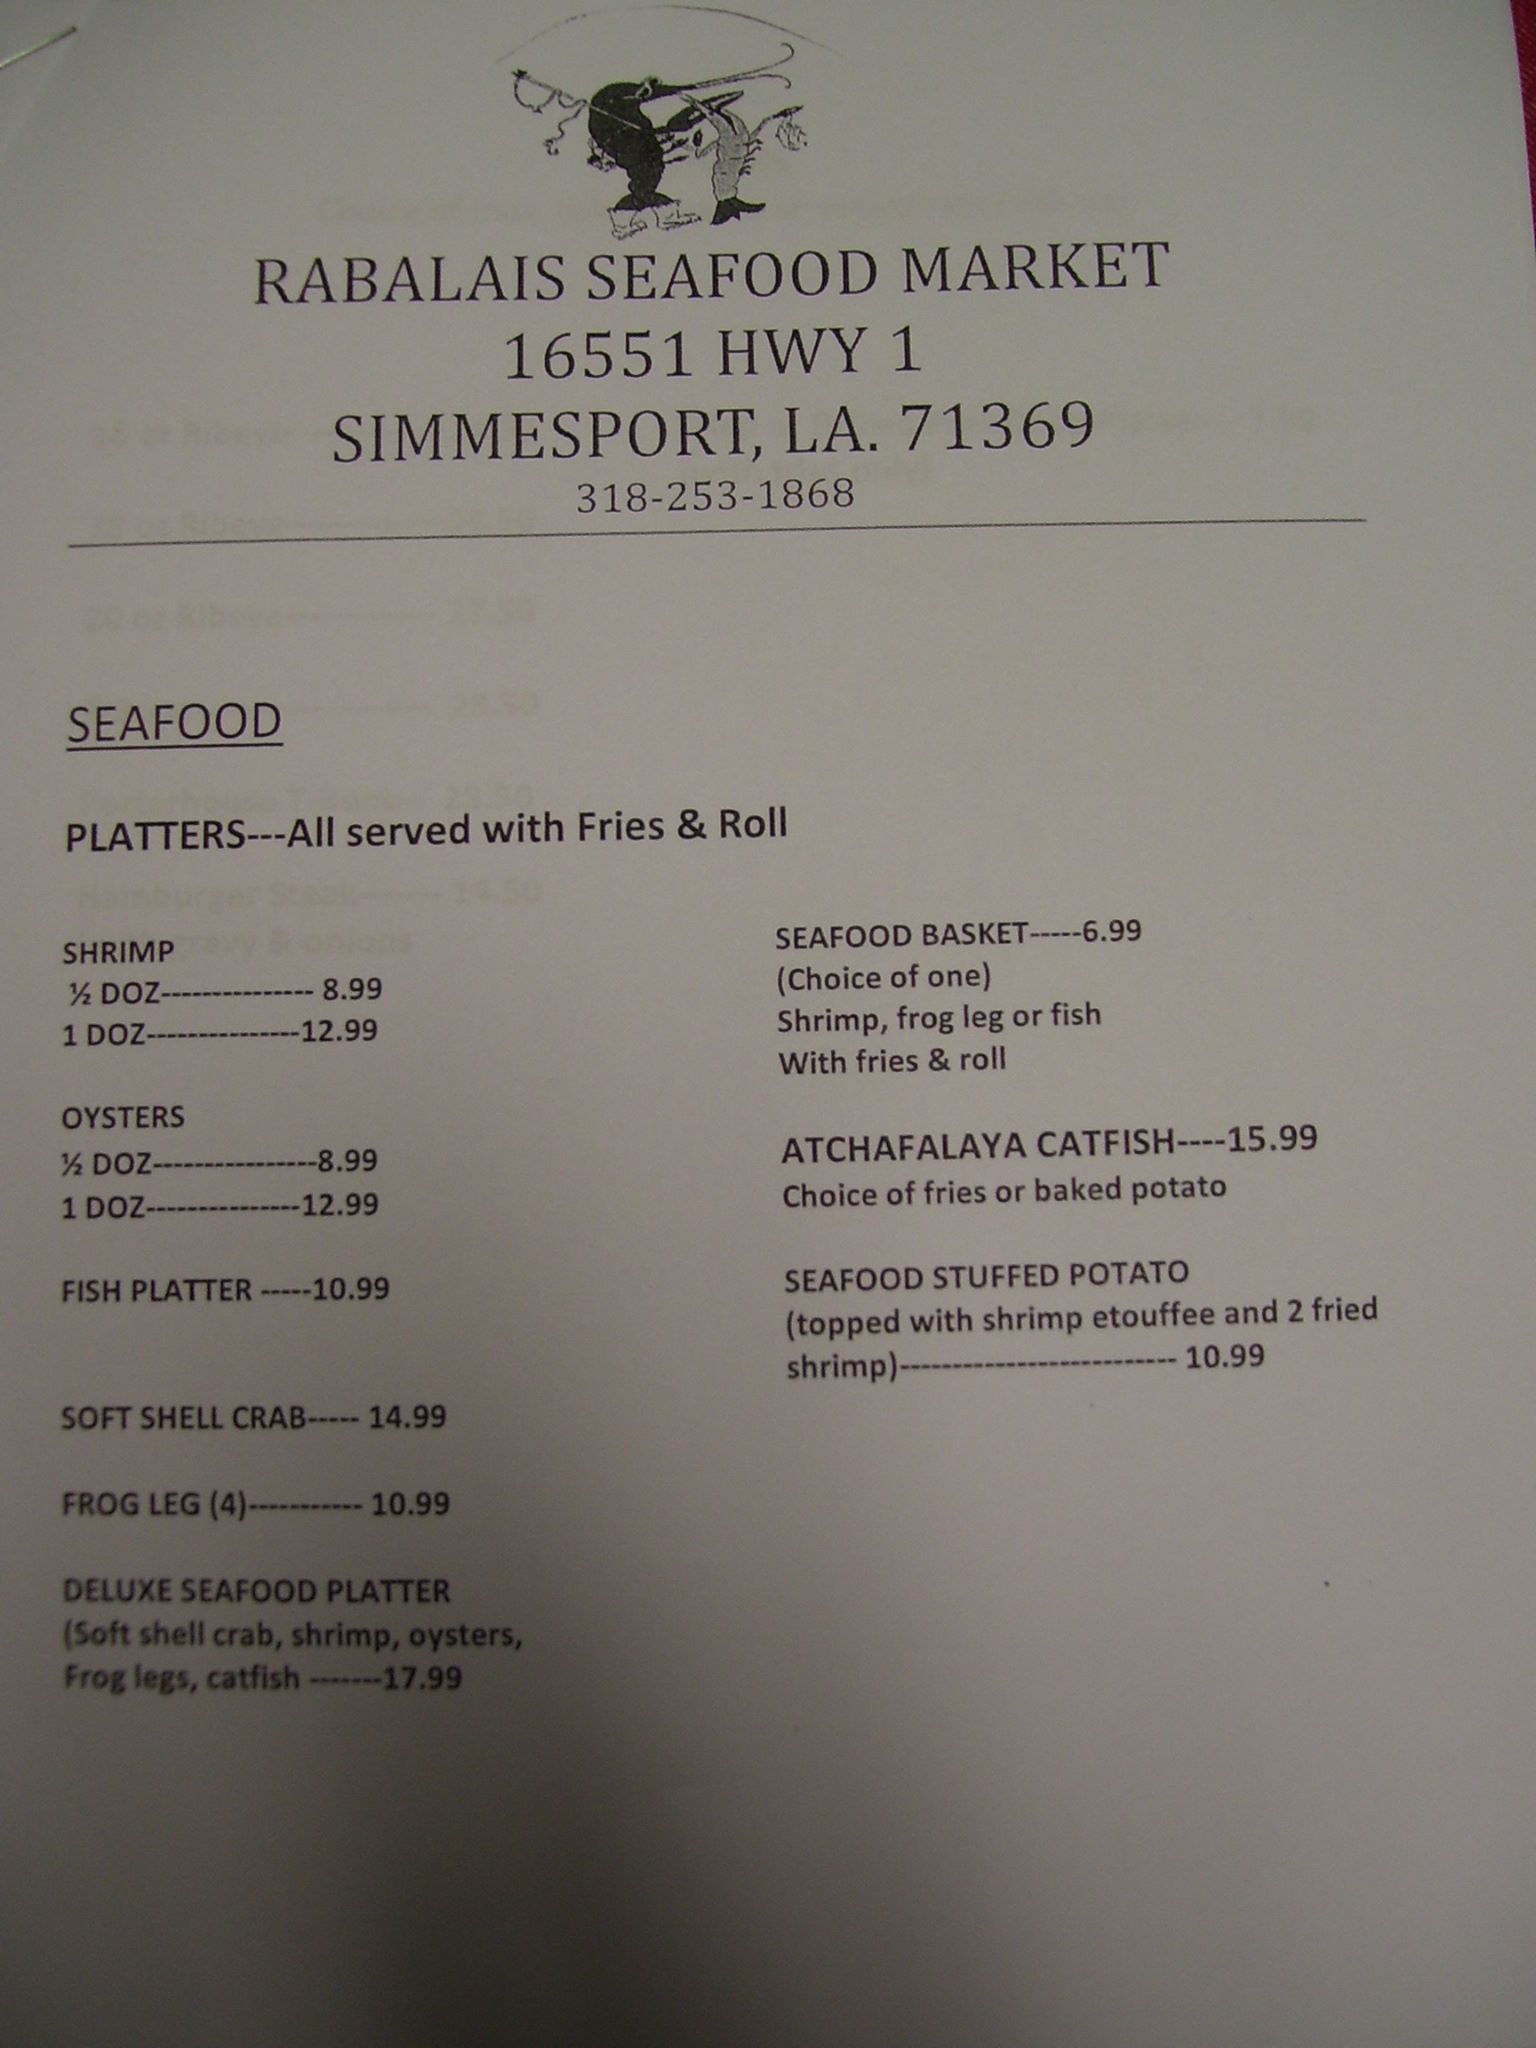 RABALAIS SEAFOOD MARKET
16551 HWY 1
SIMMESPORT, LA. 71369
318-253-1868
SEAFOOD
PLATTERS---All served with Fries & Roll
SHRIMP
½ DOZ--------------- 8.99
1 DOZ---------------12.99
OYSTERS
½ DOZ----------------8.99
1 DOZ---------------12.99
FISH PLATTER -----10.99
SOFT SHELL CRAB----- 14.99
FROG LEG (4)----------- 10.99
DELUXE SEAFOOD PLATTER
(Soft shell crab, shrimp, oysters,
Frog legs, catfish -------17.99
SEAFOOD BASKET-----6.99
(Choice of one)
Shrimp, frog leg or fish
With fries & roll
ATCHAFALAYA CATFISH----15.99
Choice of fries or baked potato
SEAFOOD STUFFED POTATO
(topped with shrimp etouffee and 2 fried
shrimp)--------------------------- 10.99